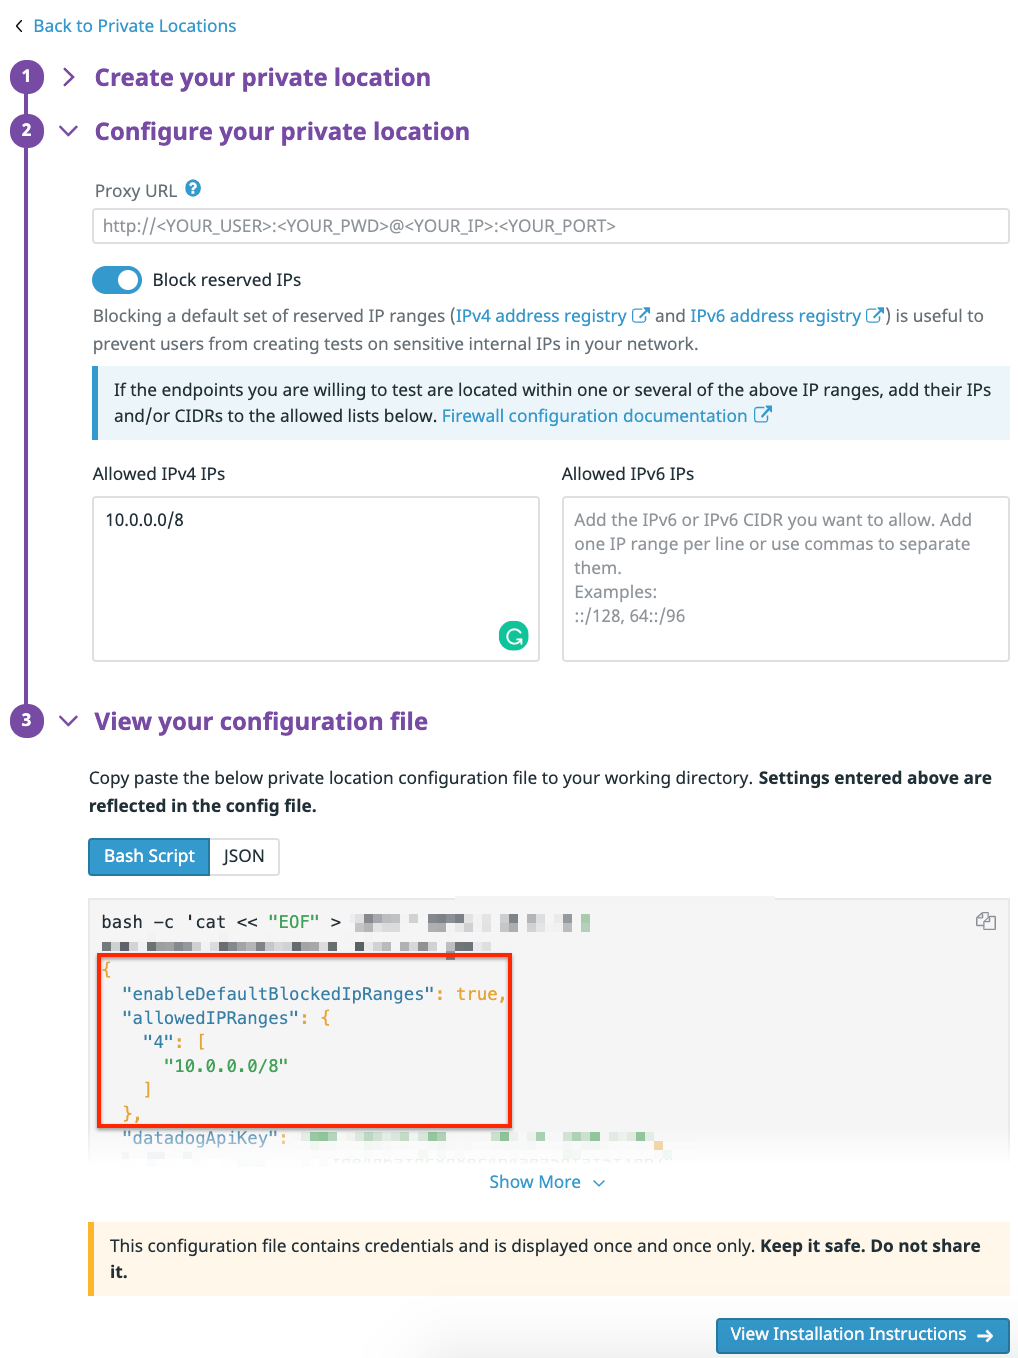 Back to Private Locations
1 Create your private location
2 Configure your private location
Proxy URL ?
http://<YOUR_USER>:<YOUR_PWD>@<YOUR_IP>:<YOUR_PORT>
Block reserved IPs
Blocking a default set of reserved IP ranges (IPv4 address registry and IPv6 address registry) is useful to
prevent users from creating tests on sensitive internal IPs in your network.
If the endpoints you are willing to test are located within one or several of the above IP ranges, add their IPs
and/or CIDRs to the allowed lists below. Firewall configuration documentation
Allowed IPv4 IPs
10.0.0.0/8
Allowed IPv6 IPs
Add the IPv6 or IPv6 CIDR you want to allow. Add
one IP range per line or use commas to separate
them.
Examples:
::/128, 64::/96
3 View your configuration file
Copy paste the below private location configuration file to your working directory. Settings entered above are
reflected in the config file.
Bash Script JSON
bash -c 'cat << "EOF" >
{
"enableDefaultBlockedIpRanges": true,
"allowedIPRanges": {
"4": [
"10.0.0.0/8"
]
},
"datadogApiKey":
Show More
This configuration file contains credentials and is displayed once and once only. Keep it safe. Do not share
it.
View Installation Instructions →